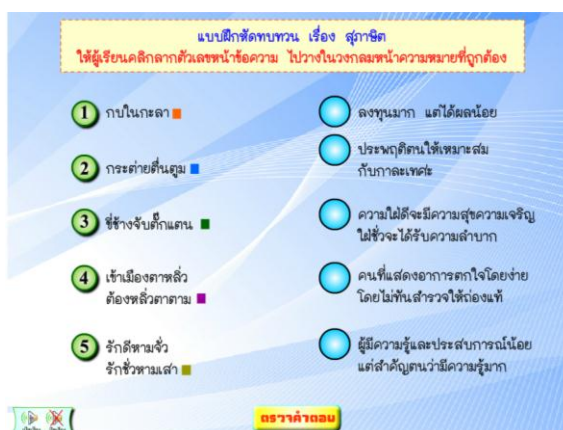 แบบฝึกหัดทบทวน เรื่อง สุภาษิต
ให้ผู้เรียนคลิกลากตัวเลขหน้าข้อความ ไปวางในวงกลมหน้าความหมายที่ถูกต้อง
1 กบในกะลา
ลงทุนมาก แต่ได้ผลน้อย
2 กระต่ายตื่นตูม
ประพฤติตนให้เหมาะสม
กับกาละเทศะ
3 ขี่ช้างจับตั๊กแตน
ความใฝ่ดีจะมีความสุขความเจริญ
ใฝ่ชั่วจะได้รับความลำบาก
4 เข้าเมืองตาหลิ่ว
ต้องหลิ่วตาตาม
คนที่แสดงอาการตกใจโดยง่าย
โดยไม่ทันสำรวจให้ถ่องแท้
5 รักดีหามจั่ว
รักชั่วหามเสา
ผู้มีความรู้และประสบการณ์น้อย
แต่สำคัญตนว่ามีความรู้มาก
ตรวจคำตอบ